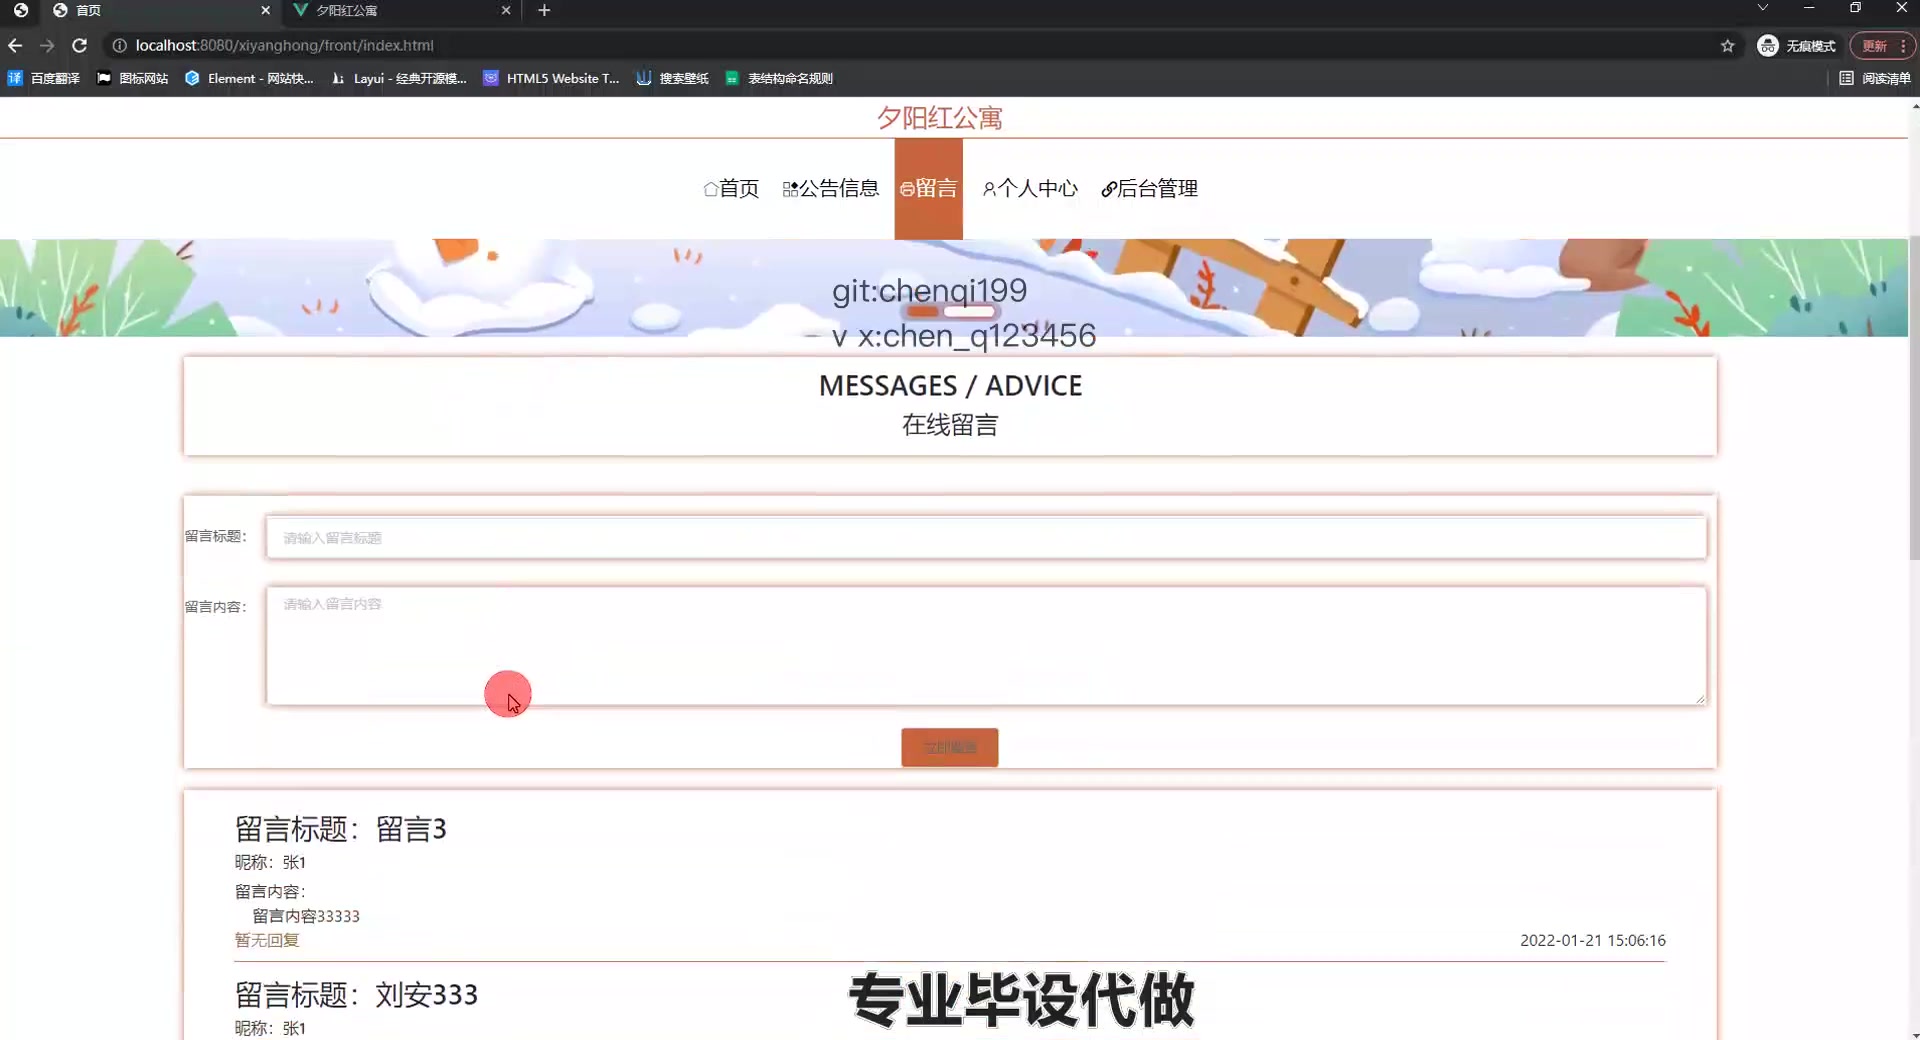 首页
夕阳红公寓
localhost:8080/xiyanghong/front/index.html
无痕模式
更新
百度翻译
图标网站
Element - 网站快...
Layui - 经典开源模...
HTML5 Website T...
搜索壁纸
表结构命名规则
阅读清单
夕阳红公寓
首页
公告信息
留言
个人中心
后台管理
git:chenqi199
v x:chen_q123456
MESSAGES / ADVICE
在线留言
留言标题：
请输入留言标题
留言内容：
请输入留言内容
留言标题：留言3
昵称：张1
留言内容：
留言内容33333
暂无回复
2022-01-21 15:06:16
留言标题：刘安333
昵称：张1
专业毕设代做